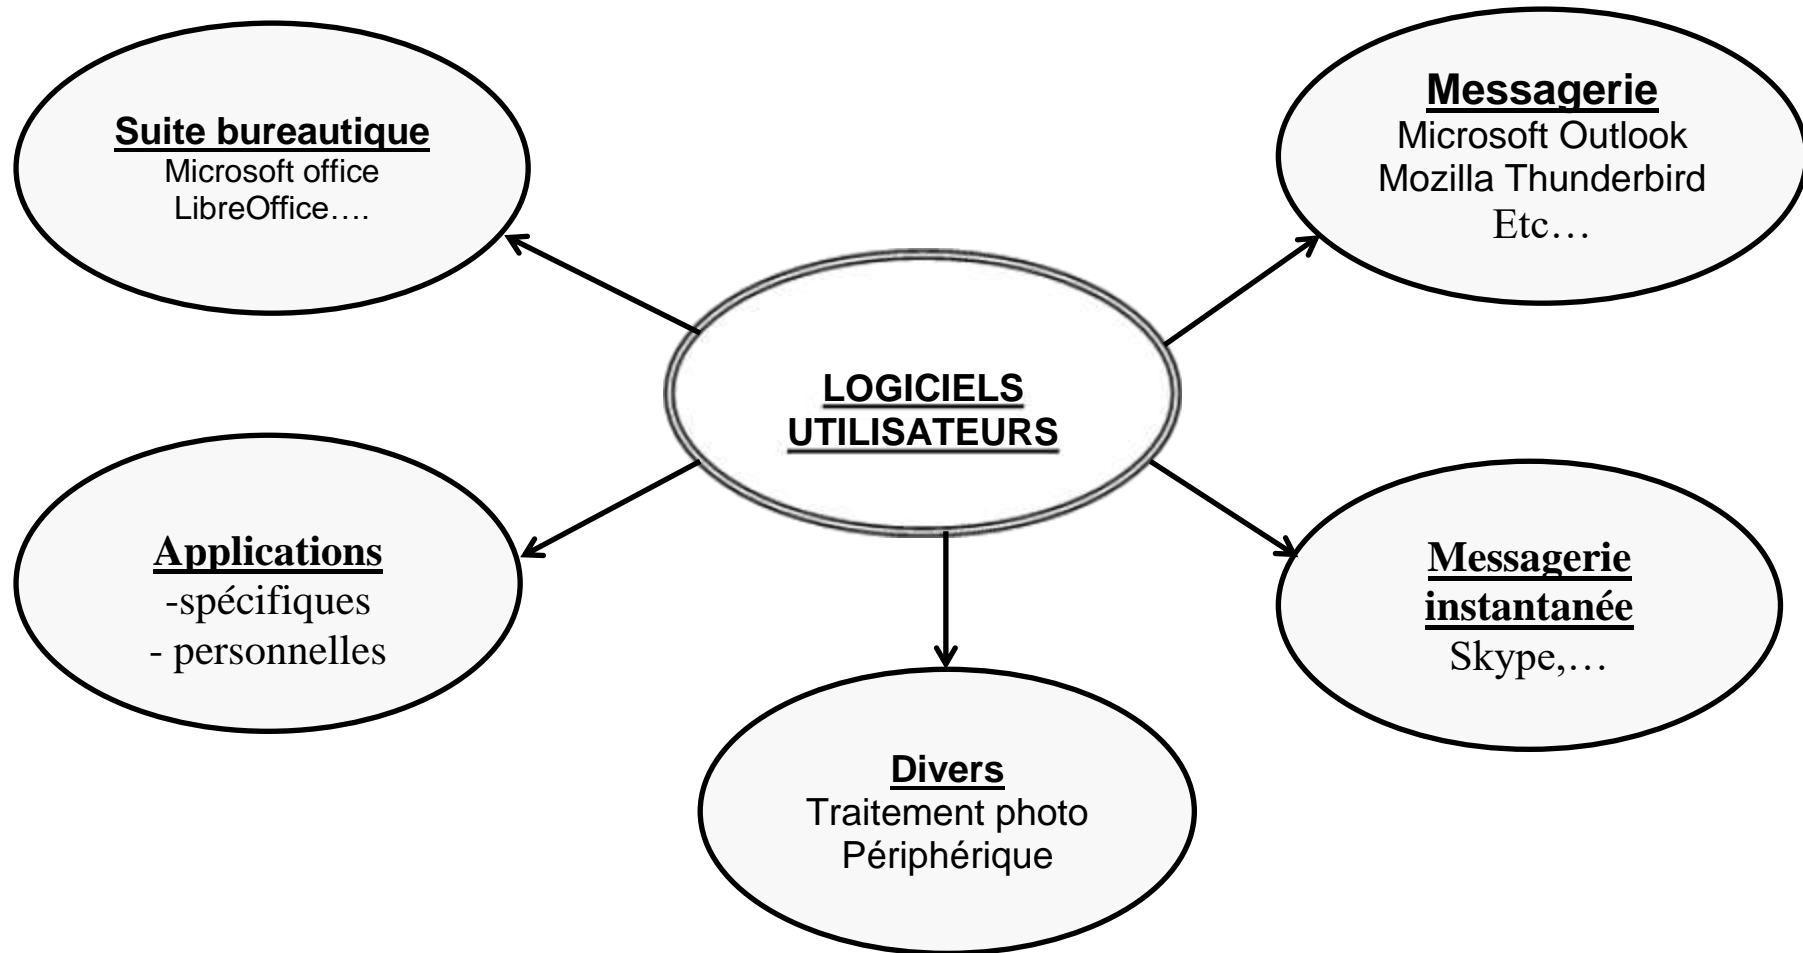 Suite bureautique
Microsoft office
LibreOffice….
Messagerie
Microsoft Outlook
Mozilla Thunderbird
Etc…
LOGICIELS
UTILISATEURS
Applications
-spécifiques
- personnelles
Messagerie
instantanée
Skype,…
Divers
Traitement photo
Périphérique